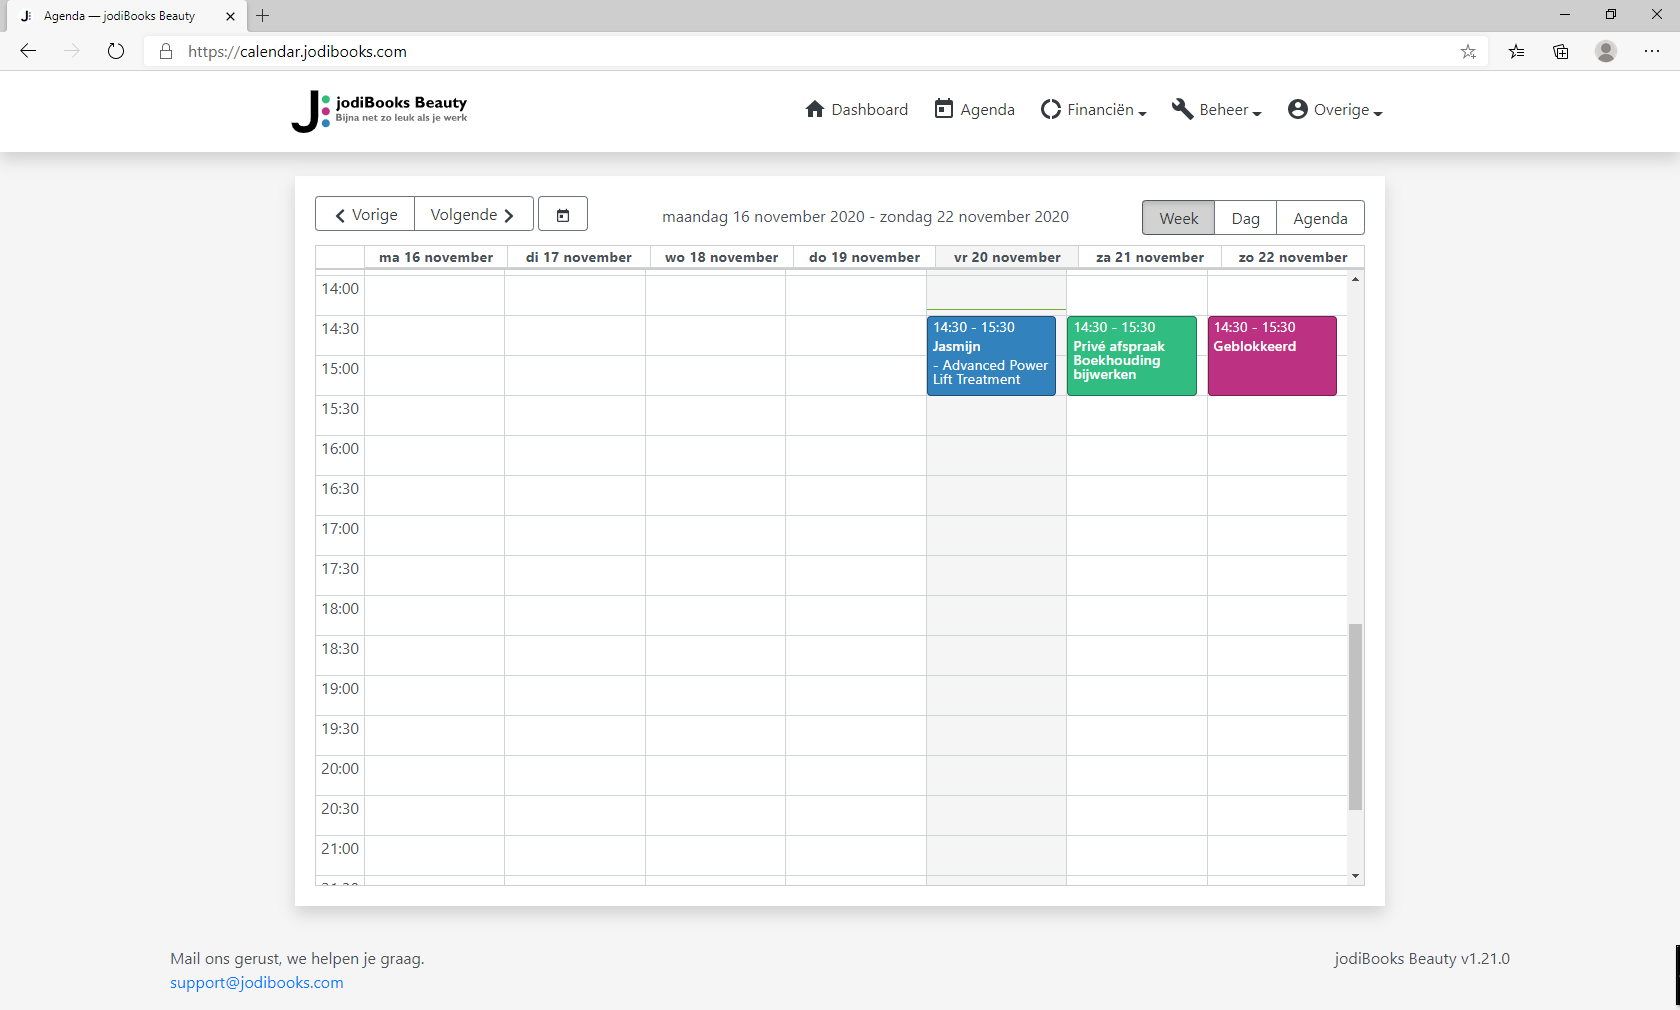 Agenda — jodiBooks Beauty
https://calendar.jodibooks.com
jodiBooks Beauty
Bijna net zo leuk als je werk
Dashboard
Agenda
Financiën
Beheer
Overige
Vorige
Volgende
maandag 16 november 2020 - zondag 22 november 2020
Week
Dag
Agenda
ma 16 november
di 17 november
wo 18 november
do 19 november
vr 20 november
za 21 november
zo 22 november
14:00
14:30
15:00
15:30
16:00
16:30
17:00
17:30
18:00
18:30
19:00
19:30
20:00
20:30
21:00
14:30 - 15:30
Jasmijn
- Advanced Power
Lift Treatment
14:30 - 15:30
Privé afspraak
Boekhouding
bijwerken
14:30 - 15:30
Geblokkeerd
Mail ons gerust, we helpen je graag.
support@jodibooks.com
jodiBooks Beauty v1.21.0